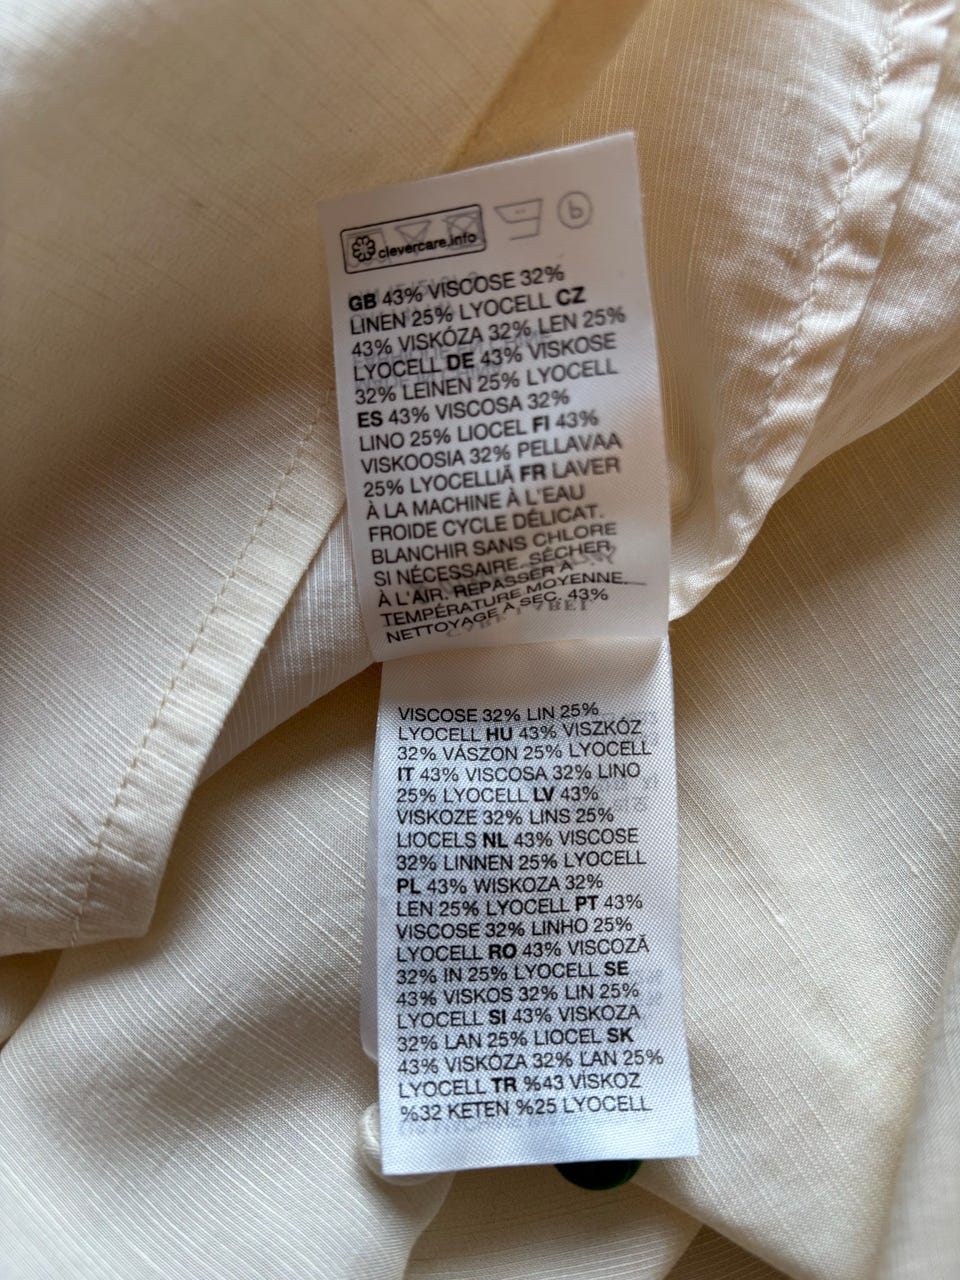 clevercare.info
GB 43% VISCOSE 32%
LINEN 25% LYOCELL CZ
43% VISKÓZA 32% LEN 25%
LYOCELL DE 43% VISKOSE
32% LEINEN 25% LYOCELL
ES 43% VISCOSA 32%
LINO 25% LIOCEL FI 43%
VISKOOSIA 32% PELLAVAA
25% LYOCELLIÄ FR LAVER
À LA MACHINE À L'EAU
FROIDE CYCLE DÉLICAT.
BLANCHIR SANS CHLORE
SI NÉCESSAIRE. SÉCHER
À L'AIR. REPASSER À
TEMPÉRATURE MOYENNE.
NETTOYAGE À SEC. 43%
VISCOSE 32% LIN 25%
LYOCELL HU 43% VISZKÓZ
32% VÁSZON 25% LYOCELL
IT 43% VISCOSA 32% LINO
25% LYOCELL LV 43%
VISKOZE 32% LINS 25%
LIOCELS NL 43% VISCOSE
32% LINNEN 25% LYOCELL
PL 43% WISKOZA 32%
LEN 25% LYOCELL PT 43%
VISCOSE 32% LINHO 25%
LYOCELL RO 43% VISCOZĂ
32% IN 25% LYOCELL SE
43% VISKOS 32% LIN 25%
LYOCELL SI 43% VISKOZA
32% LAN 25% LIOCEL SK
43% VISKÓZA 32% ĽAN 25%
LYOCELL TR %43 VİSKOZ
%32 KETEN %25 LYOCELL